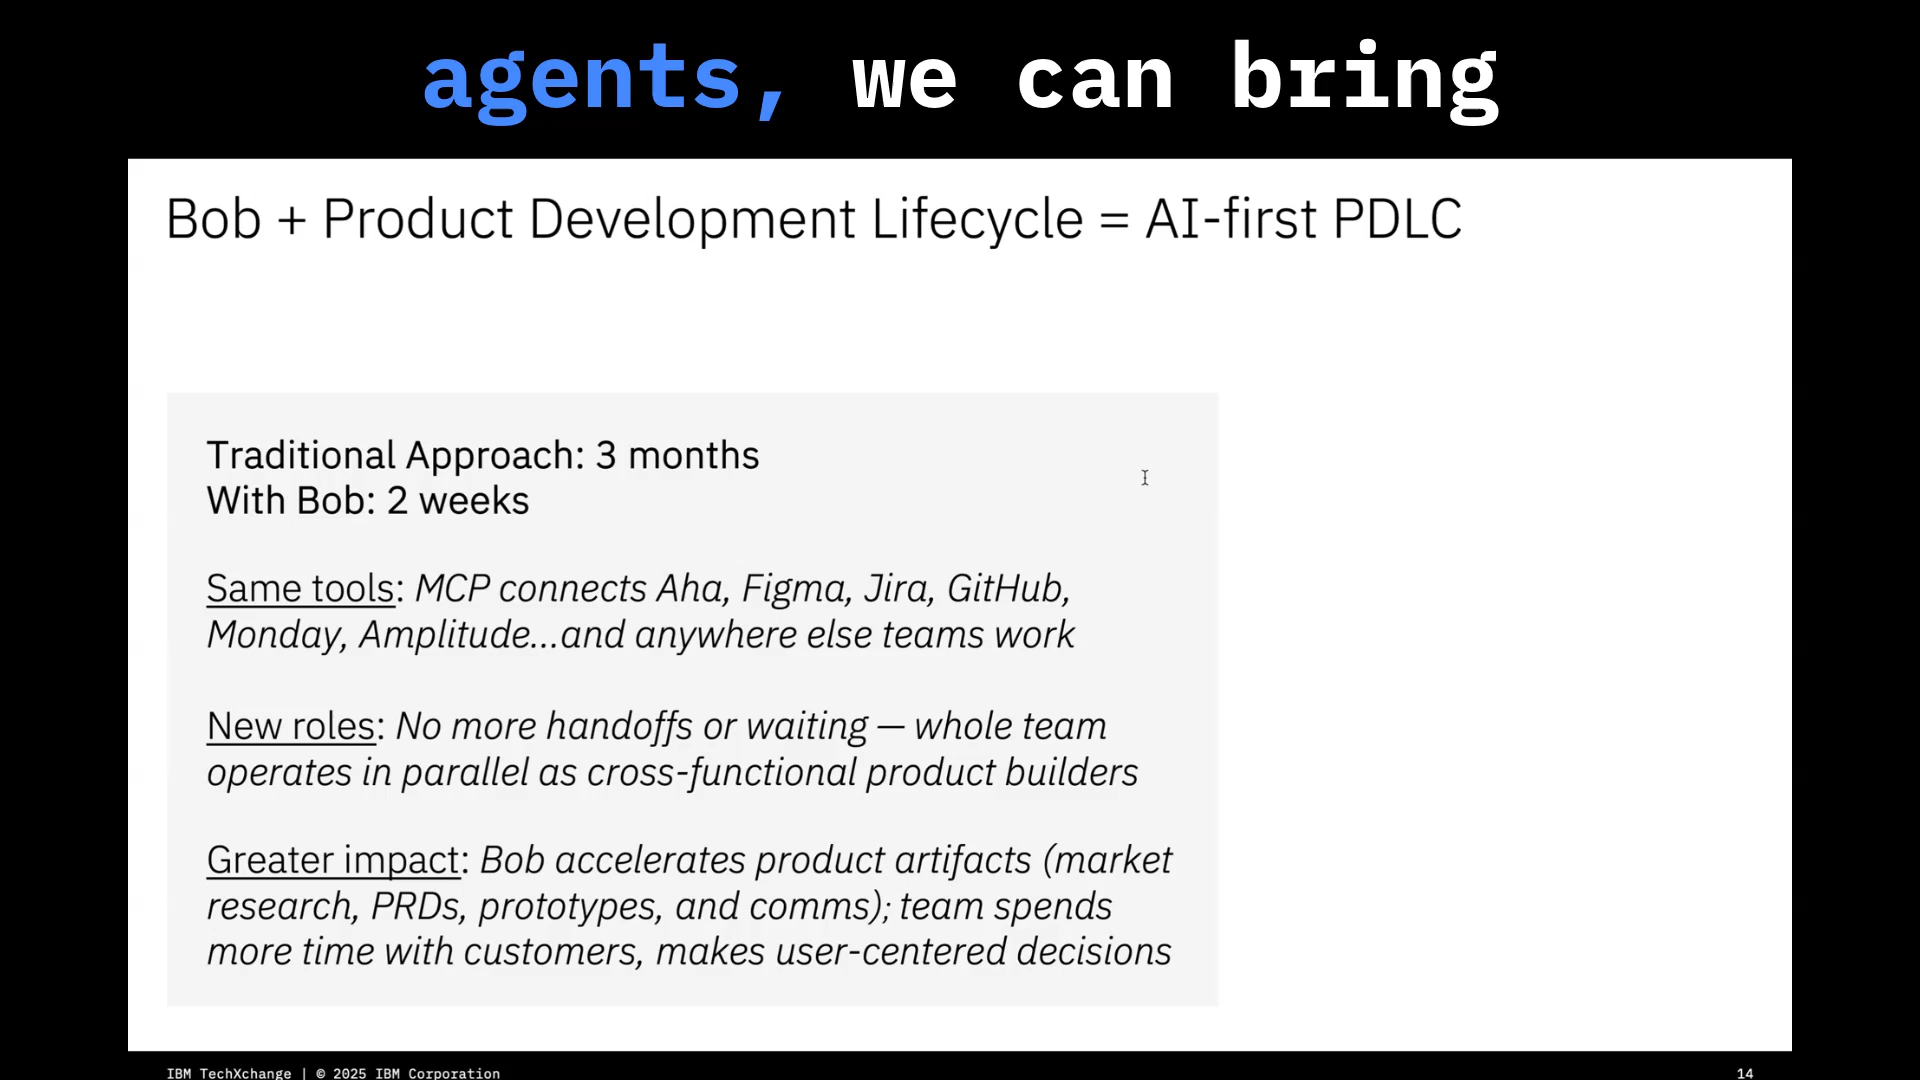 agents, we can bring
Bob + Product Development Lifecycle = AI-first PDLC
Traditional Approach: 3 months
With Bob: 2 weeks
Same tools: MCP connects Aha, Figma, Jira, GitHub,
Monday, Amplitude...and anywhere else teams work
New roles: No more handoffs or waiting — whole team
operates in parallel as cross-functional product builders
Greater impact: Bob accelerates product artifacts (market
research, PRDs, prototypes, and comms); team spends
more time with customers, makes user-centered decisions
IBM TechXchange | © 2025 IBM Corporation
14